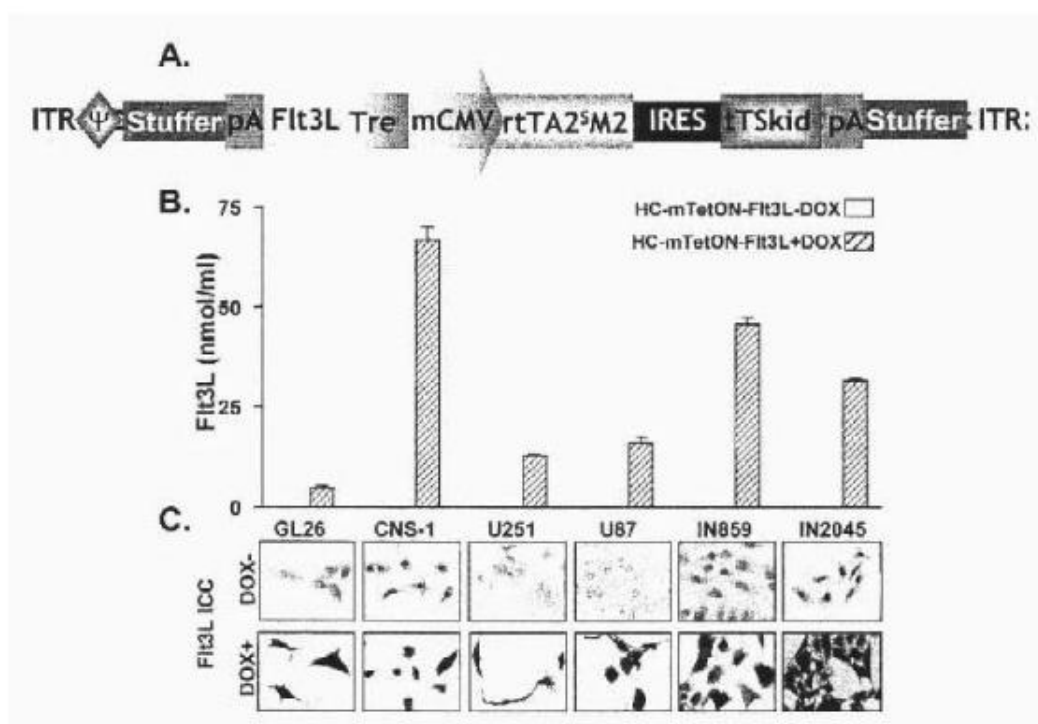 A.
ITR Ψ Stuffer pA Flt3L Tre mCMV rtTA2ˢM2 IRES tTSkid pA Stuffer ITR
B.
75
50
25
0
Flt3L (nmol/ml)
HC-mTetON-Flt3L-DOX
HC-mTetON-Flt3L+DOX
C.
GL26 CNS-1 U251 U87 IN859 IN2045
Flt3L ICC
DOX-
DOX+